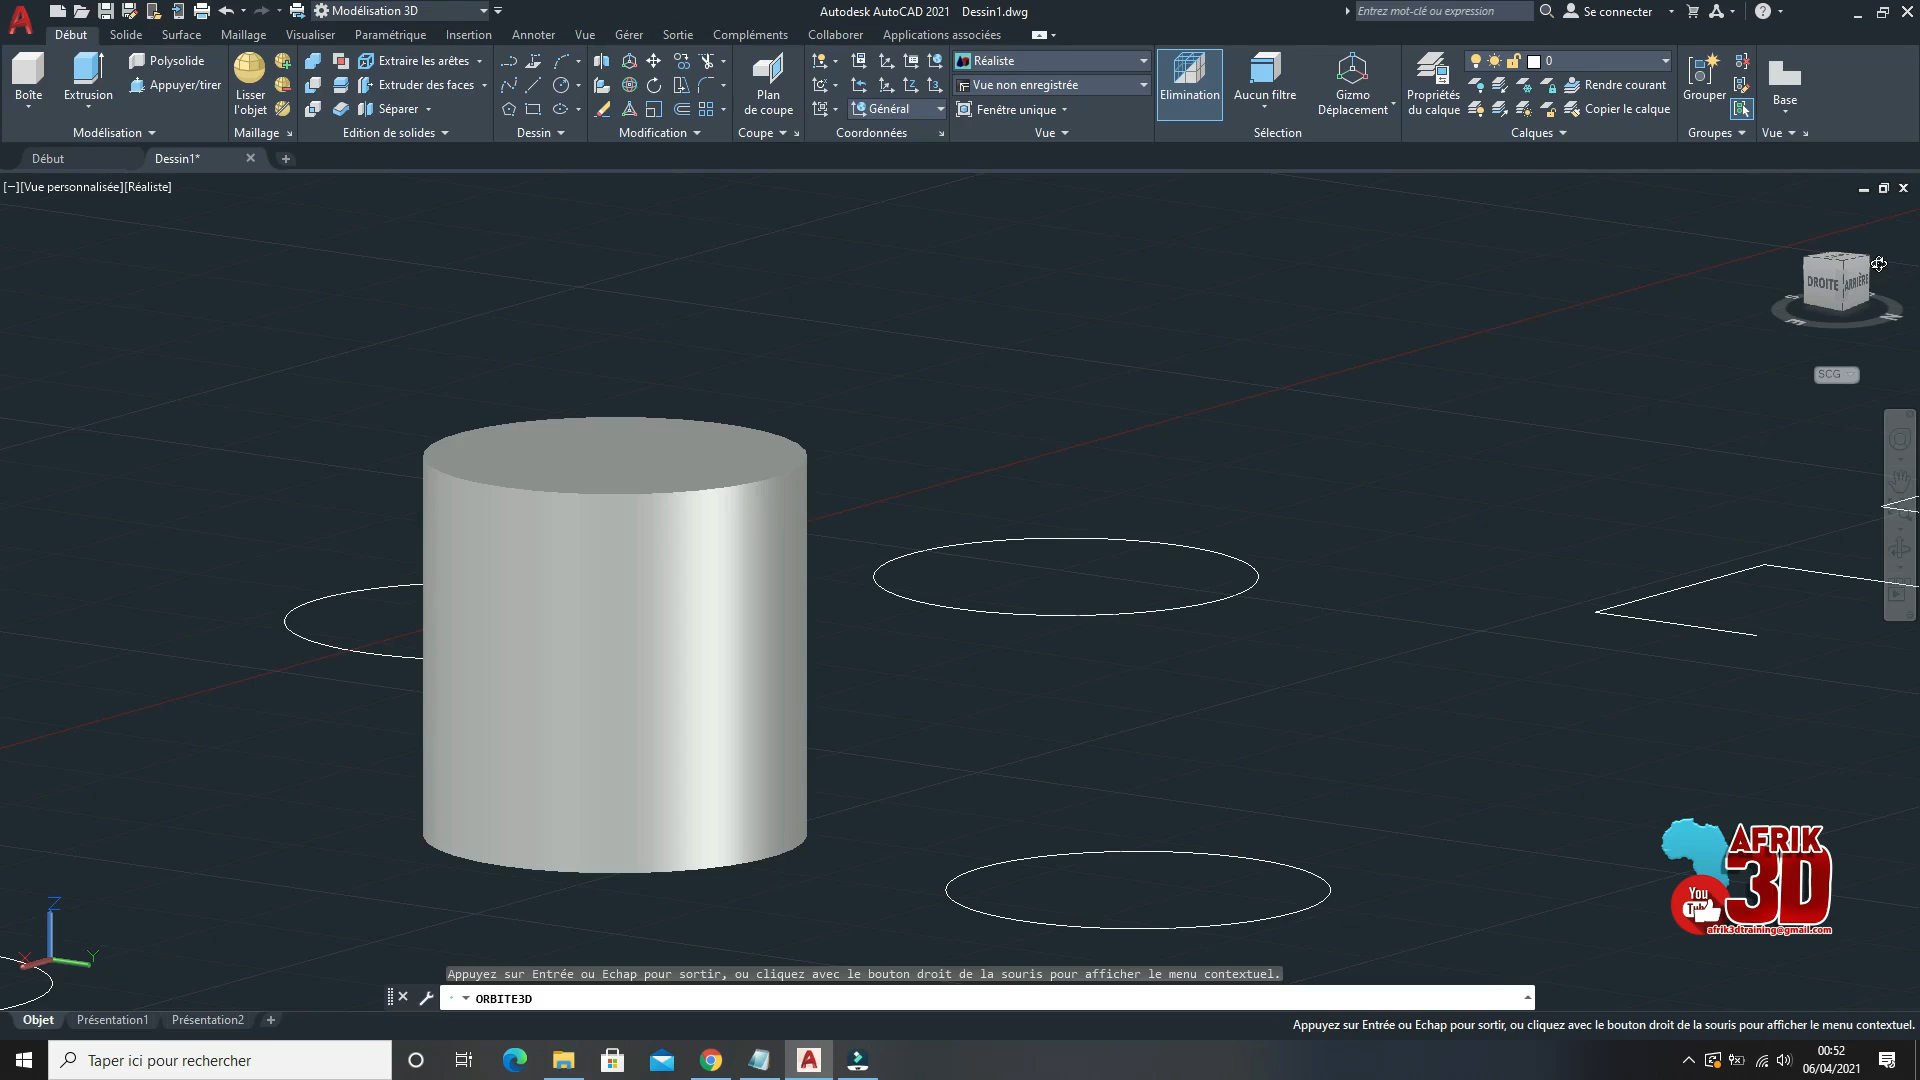 Modélisation 3D
Autodesk AutoCAD 2021 Dessin1.dwg
Entrez mot-clé ou expression
Se connecter
Début Solide Surface Maillage Visualiser Paramétrique Insertion Annoter Vue Gérer Sortie Compléments Collaborer Applications associées
Boîte
Extrusion
Polysolide
Appuyer/tirer
Modélisation
Lisser
l'objet
Maillage
Extraire les arêtes
Extruder des faces
Séparer
Edition de solides
Dessin
Modification
Plan
de coupe
Coupe
Général
Coordonnées
Réaliste
Vue non enregistrée
Fenêtre unique
Vue
Elimination
Aucun filtre
Gizmo
Déplacement
Sélection
Propriétés
du calque
0
Rendre courant
Copier le calque
Calques
Grouper
Groupes
Base
Vue
Début Dessin1*
[−][Vue personnalisée][Réaliste]
DROITE ARRIÈRE
E N
SCG
AFRIK
3D
You
Tube
afrik3dtraining@gmail.com
Z
X Y
Appuyez sur Entrée ou Echap pour sortir, ou cliquez avec le bouton droit de la souris pour afficher le menu contextuel.
ORBITE3D
Objet Présentation1 Présentation2
Appuyez sur Entrée ou Echap pour sortir, ou cliquez avec le bouton droit de la souris pour afficher le menu contextuel.
Taper ici pour rechercher
00:52
06/04/2021